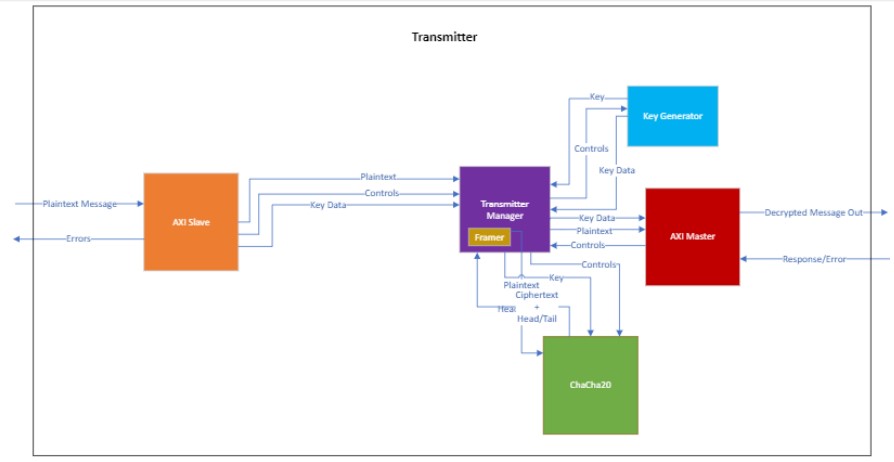 Transmitter
Key
Key Generator
Controls
Key Data
Plaintext
Controls
Key Data
Plaintext Message
AXI Slave
Errors
Transmitter
Manager
Framer
Key Data
Plaintext
Controls
AXI Master
Decrypted Message Out
Response/Error
Controls
Key
Plaintext
Ciphertext
+
Head/Tail
ChaCha20